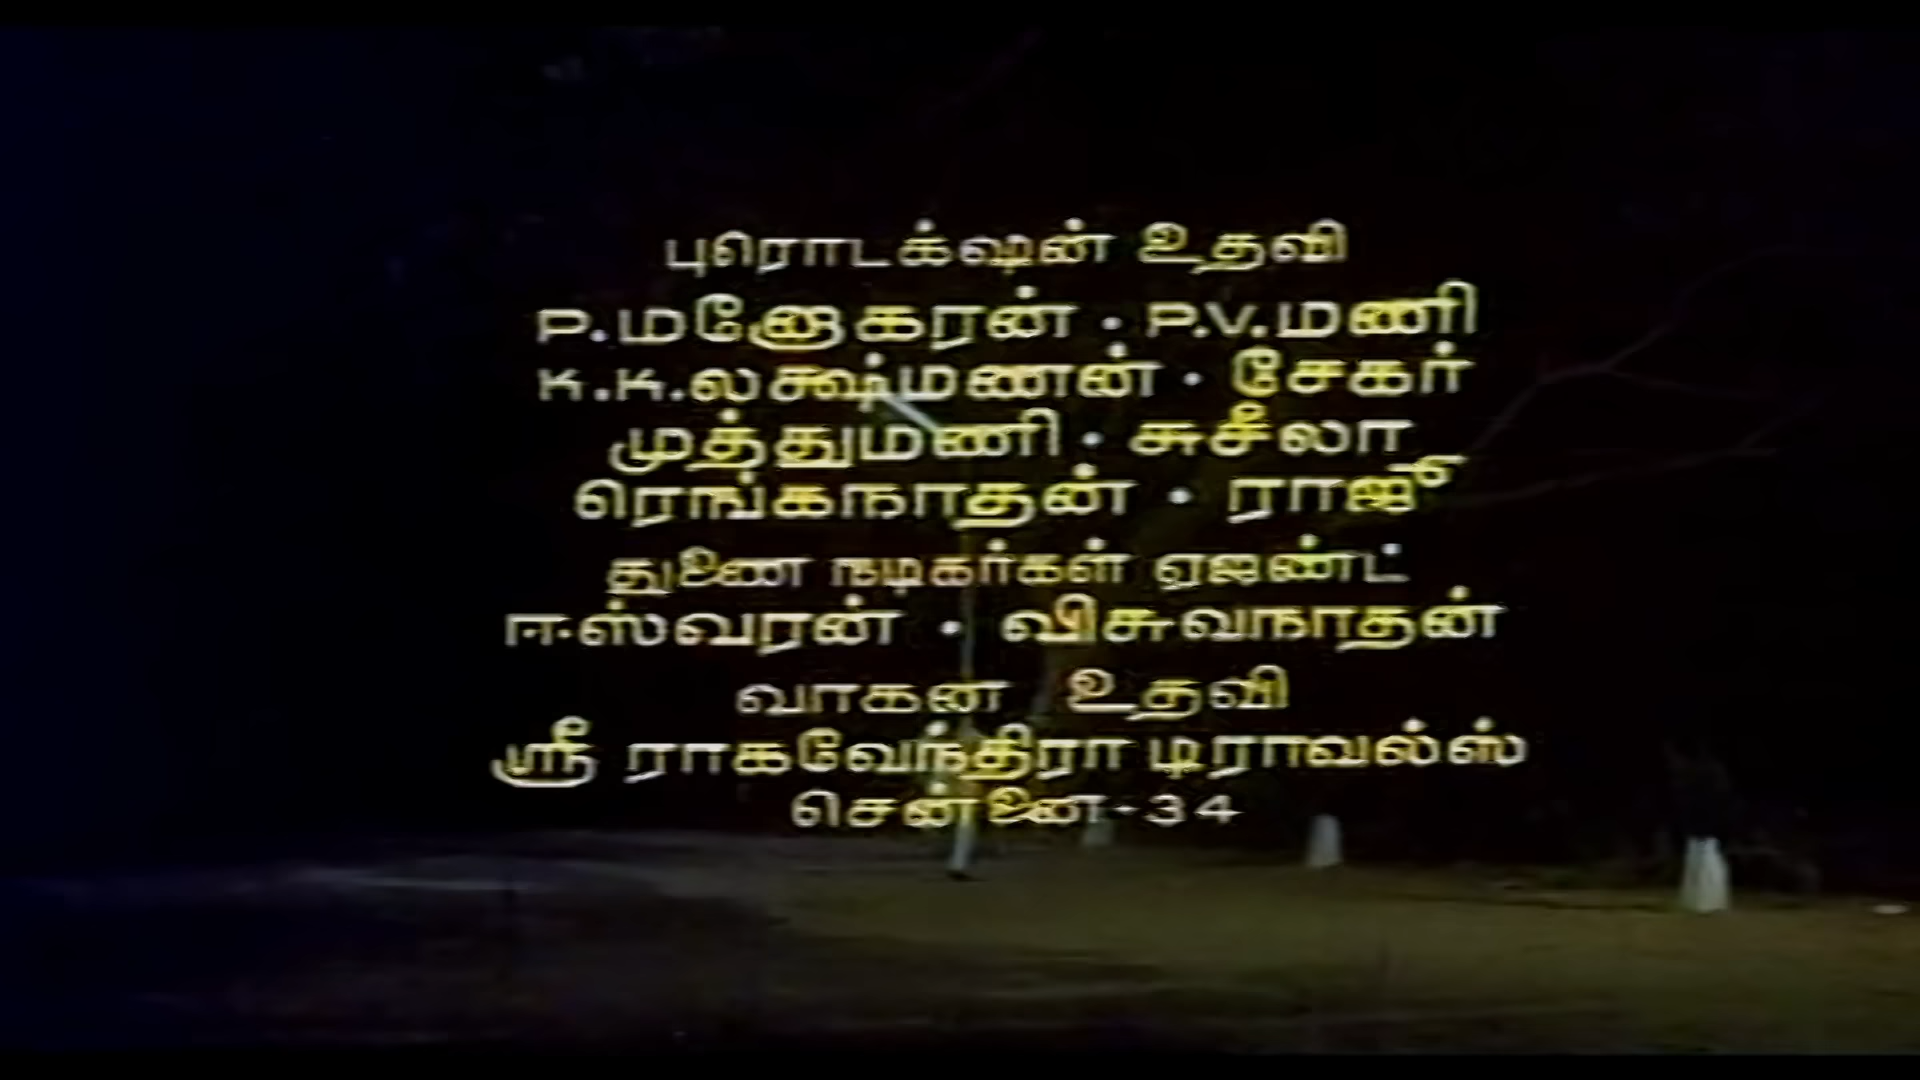 புரொடக்ஷன் உதவி
P.மனோகரன் • P.V.மணி
K.K.லக்ஷ்மணன் • சேகர்
முத்துமணி • சுசீலா
ரெங்கநாதன் • ராஜூ
துணை நடிகர்கள் ஏஜண்ட்
ஈஸ்வரன் • விசுவநாதன்
வாகன உதவி
ஸ்ரீ ராகவேந்திரா டிராவல்ஸ்
சென்னை-34